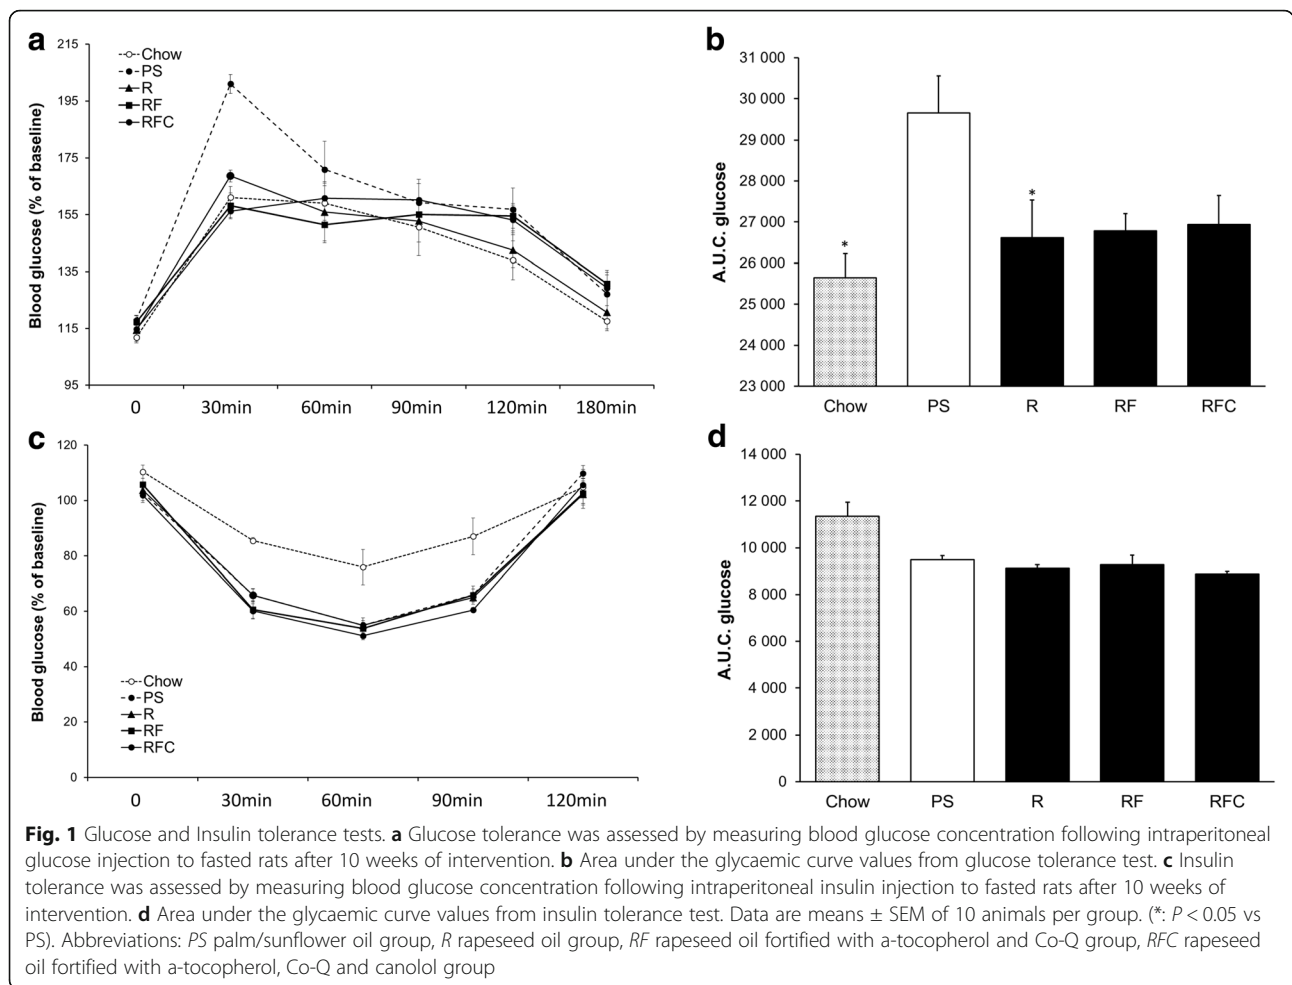 a
215
195
175
155
135
115
95
Blood glucose (% of baseline)
Chow
PS
R
RF
RFC
0 30min 60min 90min 120min 180min
b
31 000
30 000
29 000
28 000
27 000
26 000
25 000
24 000
23 000
A.U.C. glucose
*
*
Chow PS R RF RFC
c
120
100
80
60
40
20
0
Blood glucose (% of baseline)
Chow
PS
R
RF
RFC
0 30min 60min 90min 120min
d
14 000
12 000
10 000
8 000
6 000
4 000
2 000
0
A.U.C. glucose
Chow PS R RF RFC
Fig. 1 Glucose and Insulin tolerance tests. a Glucose tolerance was assessed by measuring blood glucose concentration following intraperitoneal
glucose injection to fasted rats after 10 weeks of intervention. b Area under the glycaemic curve values from glucose tolerance test. c Insulin
tolerance was assessed by measuring blood glucose concentration following intraperitoneal insulin injection to fasted rats after 10 weeks of
intervention. d Area under the glycaemic curve values from insulin tolerance test. Data are means ± SEM of 10 animals per group. (*: P < 0.05 vs
PS). Abbreviations: PS palm/sunflower oil group, R rapeseed oil group, RF rapeseed oil fortified with a-tocopherol and Co-Q group, RFC rapeseed
oil fortified with a-tocopherol, Co-Q and canolol group